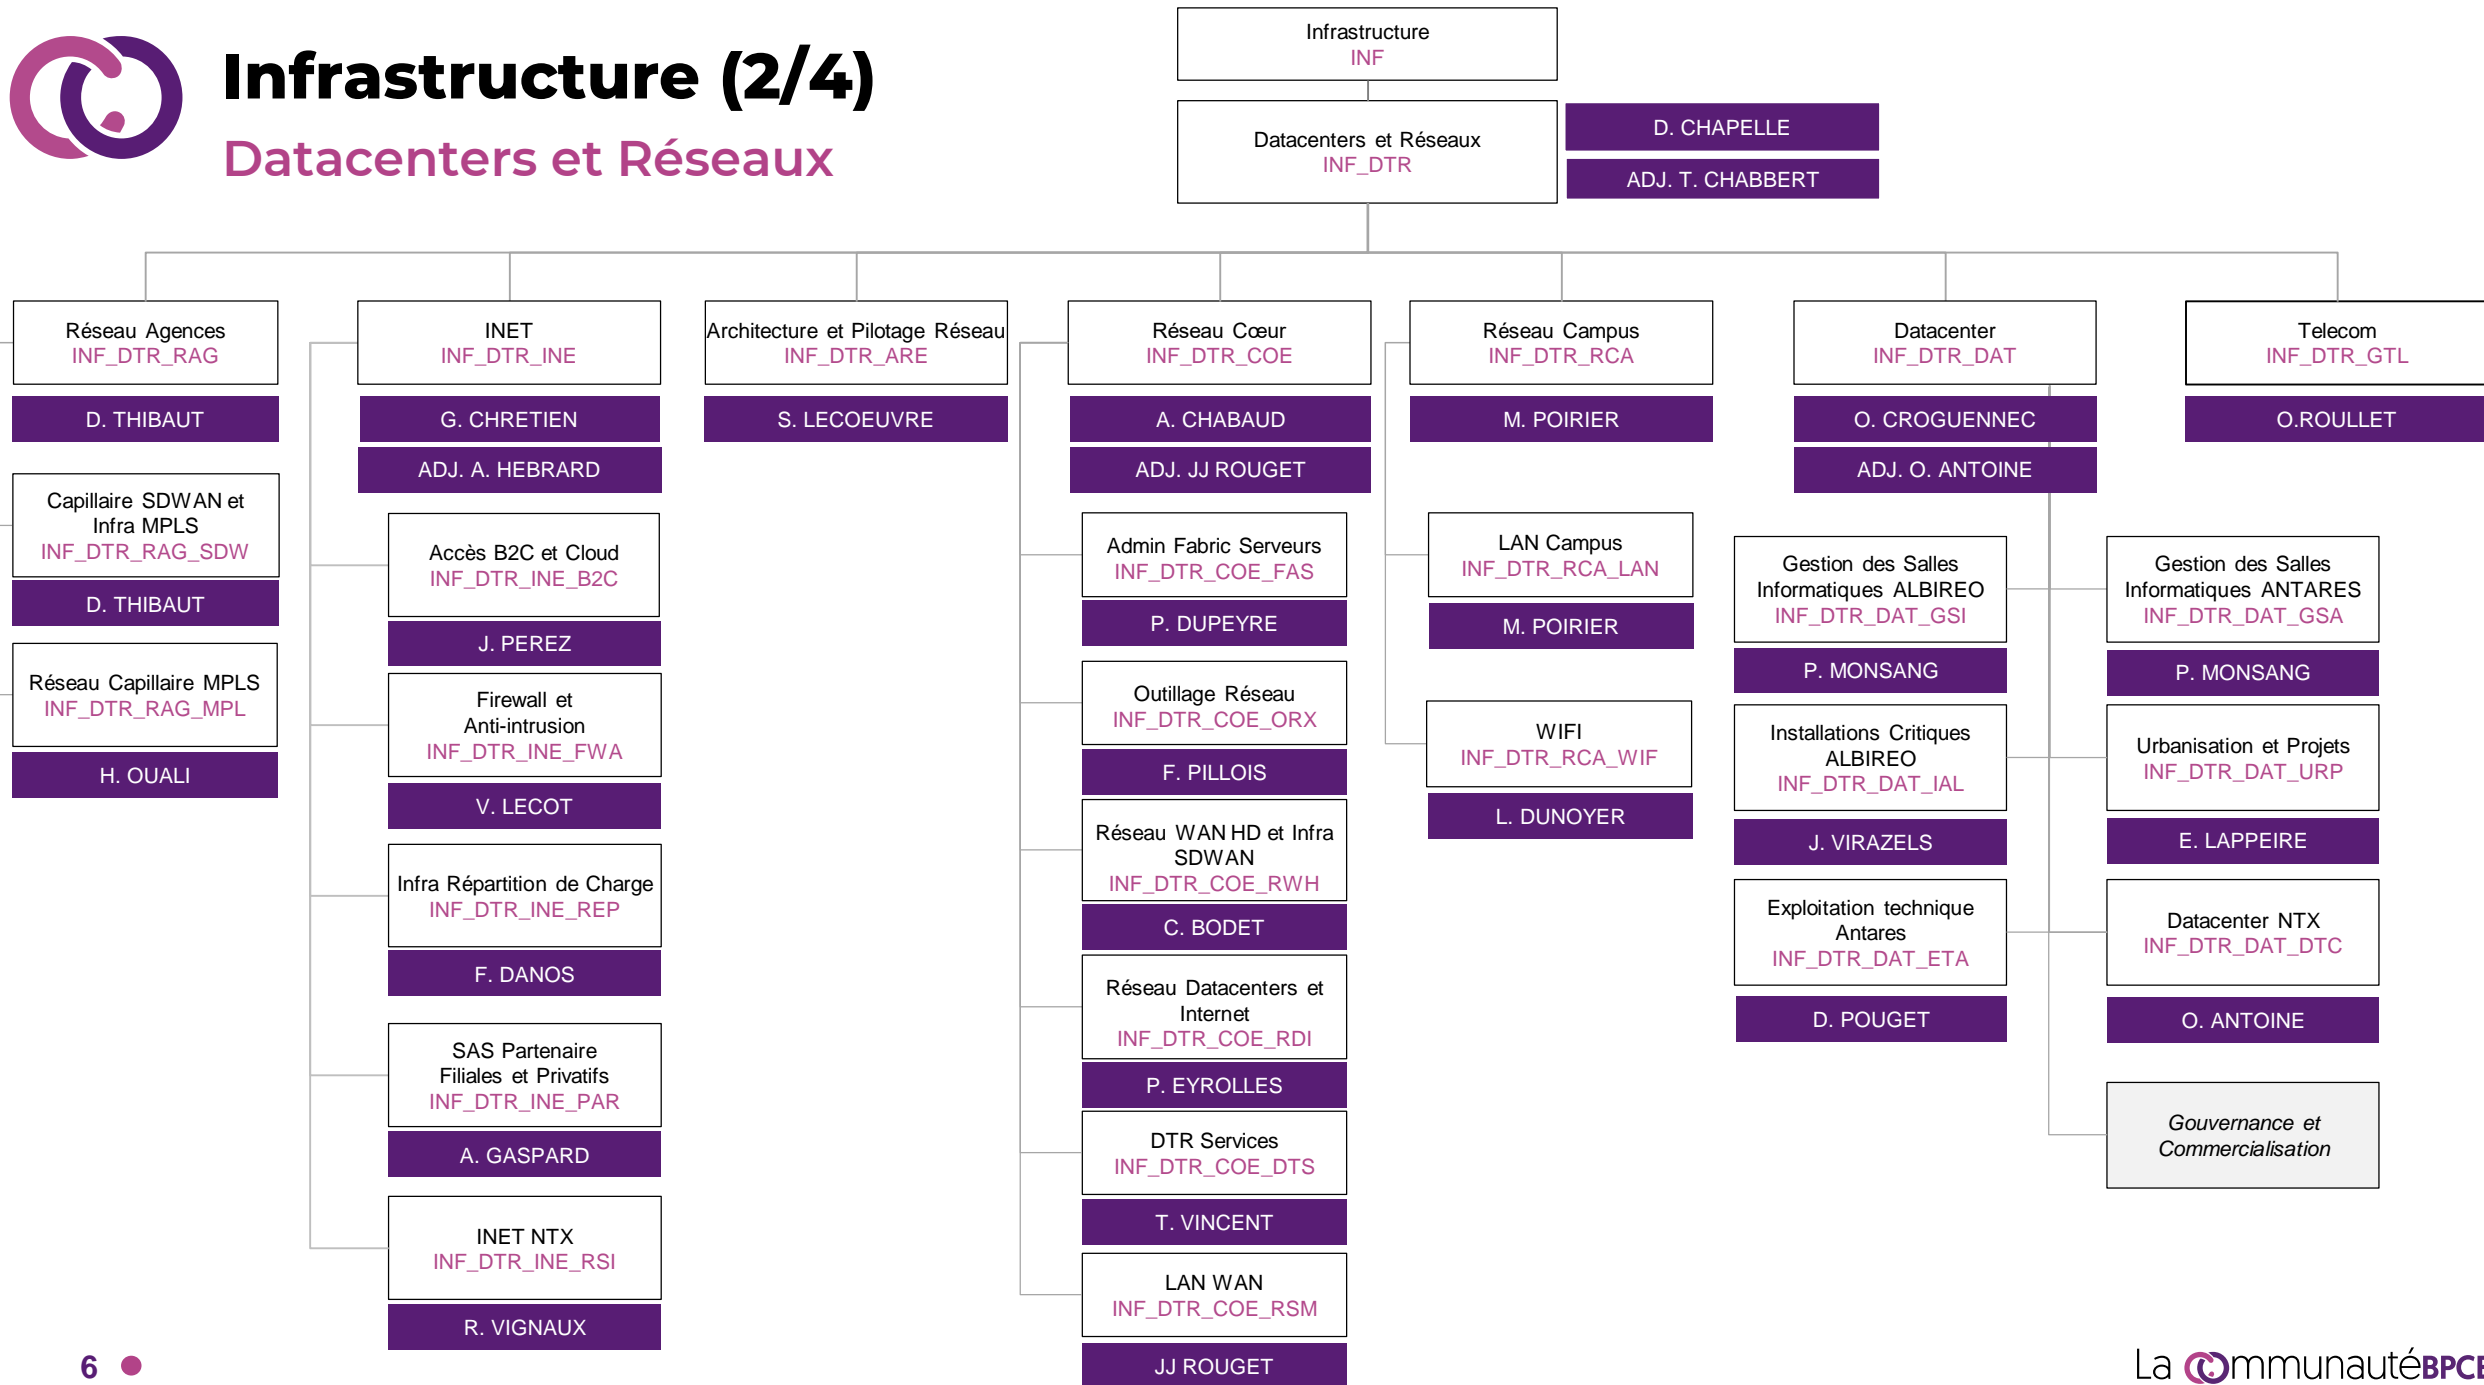 Infrastructure (2/4)
Datacenters et Réseaux
Infrastructure
INF
Datacenters et Réseaux
INF_DTR
D. CHAPELLE
ADJ. T. CHABBERT
Réseau Agences
INF_DTR_RAG
D. THIBAUT
Capillaire SDWAN et
Infra MPLS
INF_DTR_RAG_SDW
D. THIBAUT
Réseau Capillaire MPLS
INF_DTR_RAG_MPL
H. OUALI
INET
INF_DTR_INE
G. CHRETIEN
ADJ. A. HEBRARD
Accès B2C et Cloud
INF_DTR_INE_B2C
J. PEREZ
Firewall et
Anti-intrusion
INF_DTR_INE_FWA
V. LECOT
Infra Répartition de Charge
INF_DTR_INE_REP
F. DANOS
SAS Partenaire
Filiales et Privatifs
INF_DTR_INE_PAR
A. GASPARD
INET NTX
INF_DTR_INE_RSI
R. VIGNAUX
Architecture et Pilotage Réseau
INF_DTR_ARE
S. LECOEUVRE
Réseau Cœur
INF_DTR_COE
A. CHABAUD
ADJ. JJ ROUGET
Admin Fabric Serveurs
INF_DTR_COE_FAS
P. DUPEYRE
Outillage Réseau
INF_DTR_COE_ORX
F. PILLOIS
Réseau WAN HD et Infra
SDWAN
INF_DTR_COE_RWH
C. BODET
Réseau Datacenters et
Internet
INF_DTR_COE_RDI
P. EYROLLES
DTR Services
INF_DTR_COE_DTS
T. VINCENT
LAN WAN
INF_DTR_COE_RSM
JJ ROUGET
Réseau Campus
INF_DTR_RCA
M. POIRIER
LAN Campus
INF_DTR_RCA_LAN
M. POIRIER
WIFI
INF_DTR_RCA_WIF
L. DUNOYER
Datacenter
INF_DTR_DAT
O. CROGUENNEC
ADJ. O. ANTOINE
Gestion des Salles
Informatiques ALBIREO
INF_DTR_DAT_GSI
P. MONSANG
Installations Critiques
ALBIREO
INF_DTR_DAT_IAL
J. VIRAZELS
Exploitation technique
Antares
INF_DTR_DAT_ETA
D. POUGET
Gestion des Salles
Informatiques ANTARES
INF_DTR_DAT_GSA
P. MONSANG
Urbanisation et Projets
INF_DTR_DAT_URP
E. LAPPEIRE
Datacenter NTX
INF_DTR_DAT_DTC
O. ANTOINE
Gouvernance et
Commercialisation
Telecom
INF_DTR_GTL
O.ROULLET
6
La Communauté BPCE